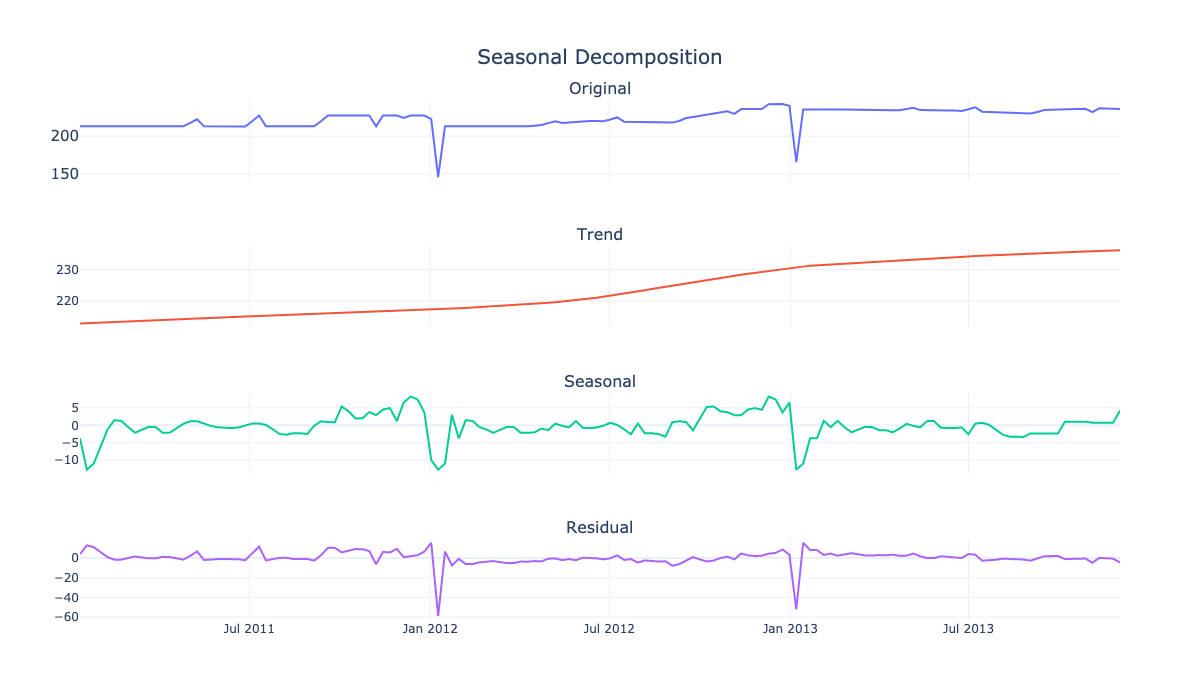 Seasonal Decomposition
Original
200
150
Trend
230
220
Seasonal
5
0
−5
−10
Residual
0
−20
−40
−60
Jul 2011 Jan 2012 Jul 2012 Jan 2013 Jul 2013